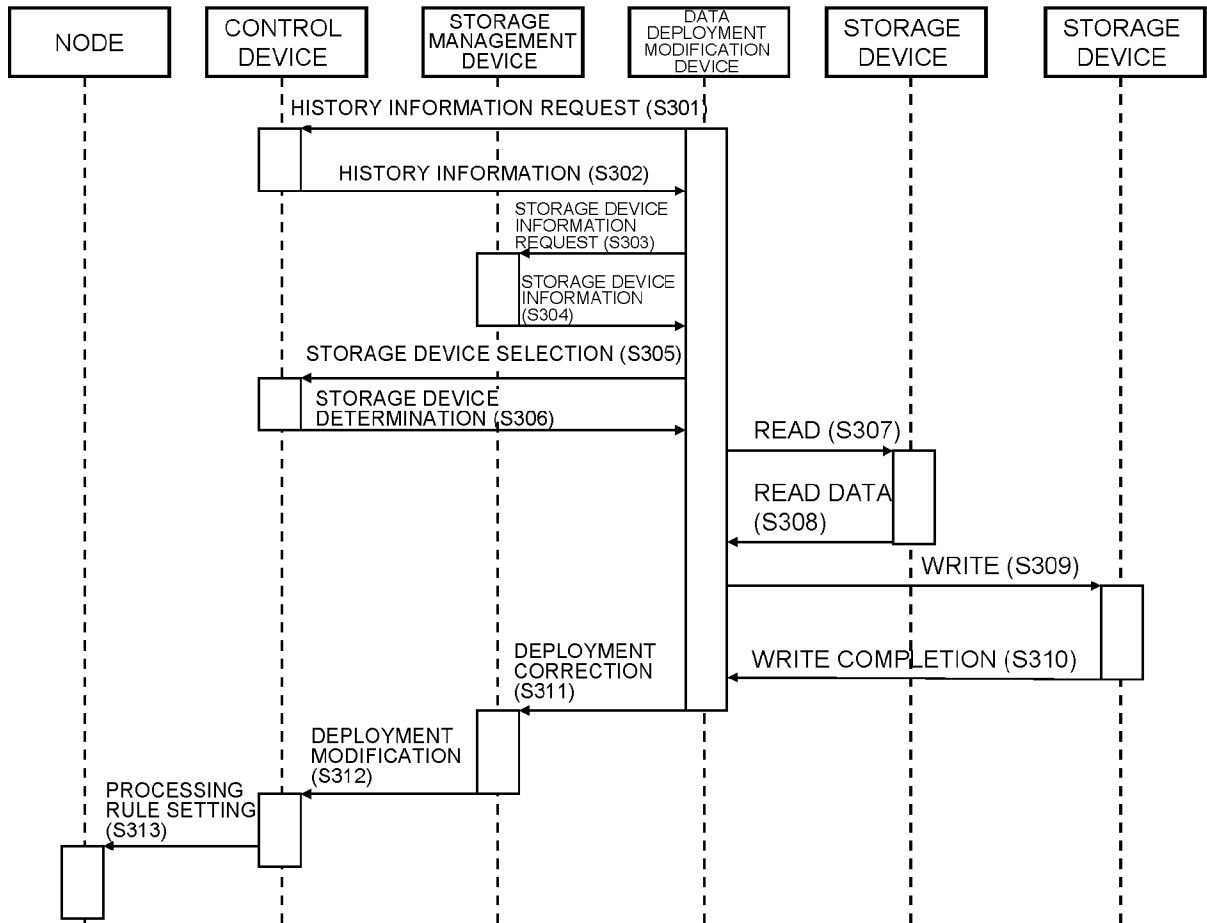 NODE
CONTROL
DEVICE
STORAGE
MANAGEMENT
DEVICE
DATA
DEPLOYMENT
MODIFICATION
DEVICE
STORAGE
DEVICE
STORAGE
DEVICE
HISTORY INFORMATION REQUEST (S301)
HISTORY INFORMATION (S302)
STORAGE DEVICE
INFORMATION
REQUEST (S303)
STORAGE DEVICE
INFORMATION
(S304)
STORAGE DEVICE SELECTION (S305)
STORAGE DEVICE
DETERMINATION (S306)
READ (S307)
READ DATA
(S308)
WRITE (S309)
WRITE COMPLETION (S310)
DEPLOYMENT
CORRECTION
(S311)
DEPLOYMENT
MODIFICATION
(S312)
PROCESSING
RULE SETTING
(S313)